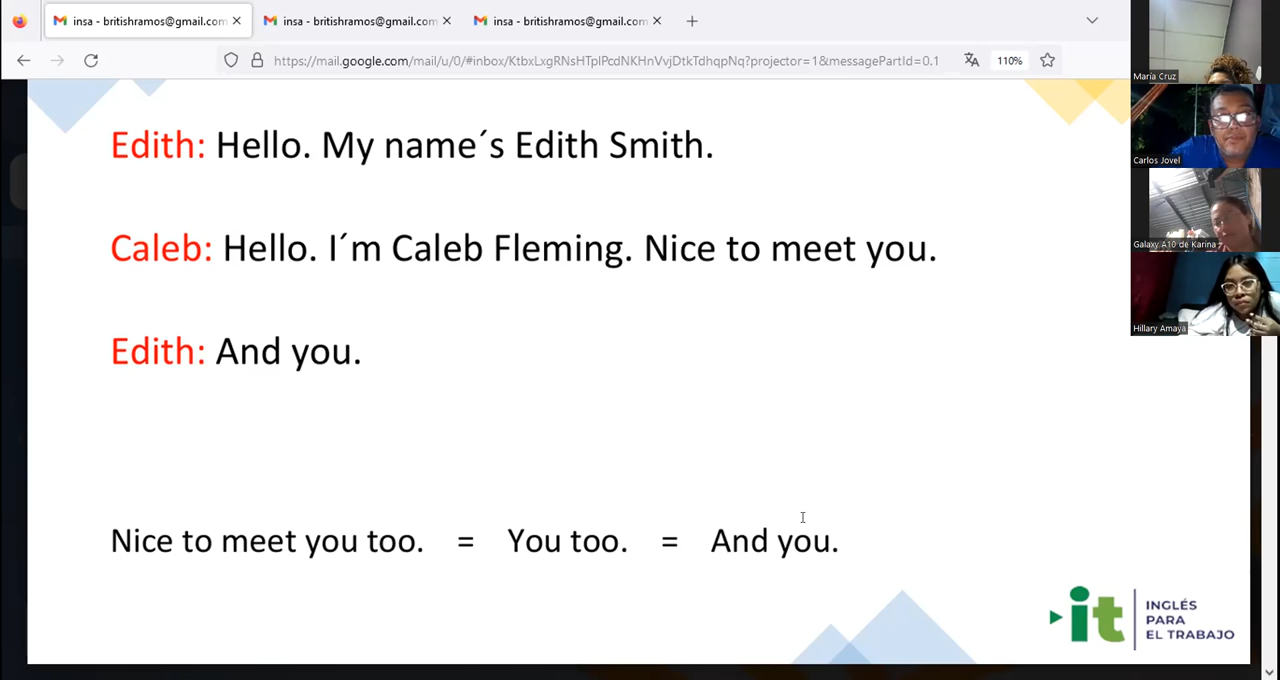 insa - britishramos@gmail.com
insa - britishramos@gmail.com
insa - britishramos@gmail.com
https://mail.google.com/mail/u/0/#inbox/KtbxLxgRNsHTplPcdNKHnVvjDtkTdhqpNq?projector=1&messagePartId=0.1
110%
Edith: Hello. My name´s Edith Smith.
Caleb: Hello. I´m Caleb Fleming. Nice to meet you.
Edith: And you.
Nice to meet you too. = You too. = And you.
it
INGLÉS
PARA
EL TRABAJO
María Cruz
Carlos Jovel
Galaxy A10 de Karina
Hillary Amaya